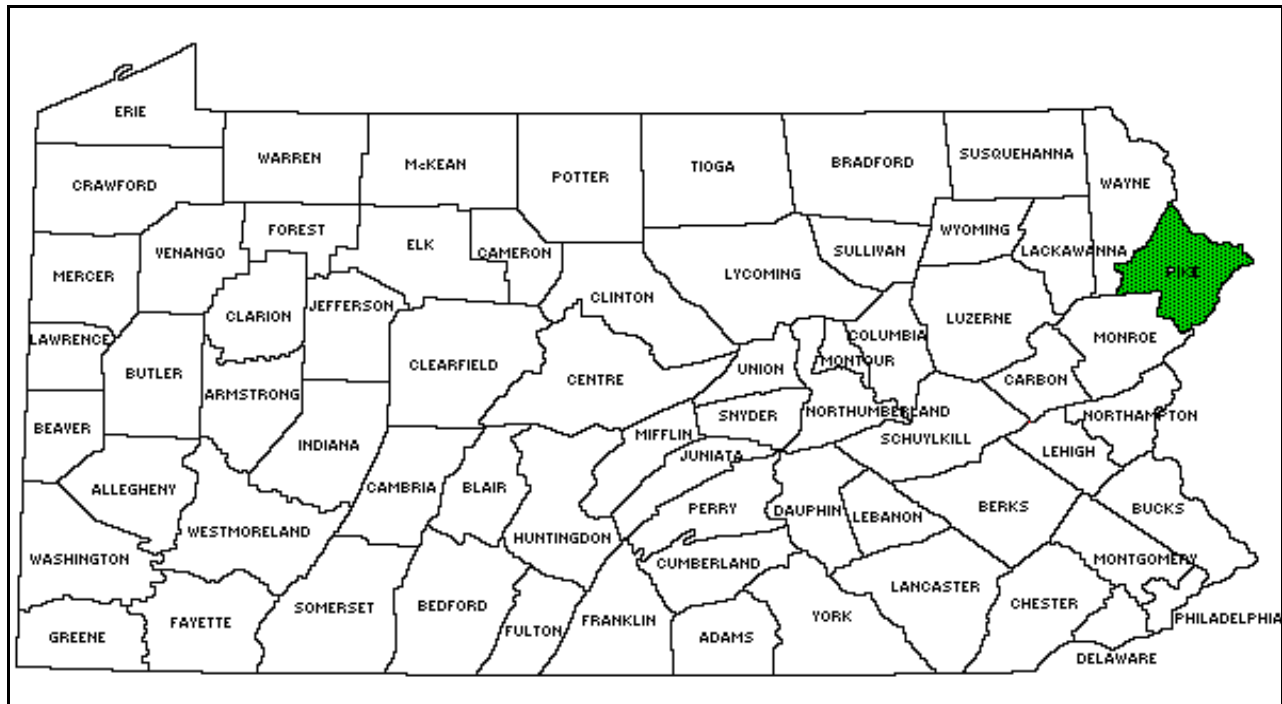 ERIE
WARREN
McKEAN
POTTER
TIOGA
BRADFORD
SUSQUEHANNA
WAYNE
CRAWFORD
FOREST
ELK
CAMERON
SULLIVAN
WYOMING
LACKAWANNA
VENANGO
MERCER
LYCOMING
PIKE
CLINTON
JEFFERSON
CLARION
LUZERNE
LAWRENCE
COLUMBIA
MONROE
MONTOUR
CLEARFIELD
UNION
BUTLER
CENTRE
CARBON
ARMSTRONG
SNYDER
NORTHUMBERLAND
NORTHAMPTON
BEAVER
MIFFLIN
SCHUYLKILL
INDIANA
JUNIATA
LEHIGH
ALLEGHENY
CAMBRIA
BLAIR
PERRY
DAUPHIN
LEBANON
BERKS
BUCKS
WESTMORELAND
HUNTINGDON
WASHINGTON
CUMBERLAND
MONTGOMERY
LANCASTER
SOMERSET
BEDFORD
CHESTER
FAYETTE
FRANKLIN
YORK
PHILADELPHIA
GREENE
FULTON
ADAMS
DELAWARE